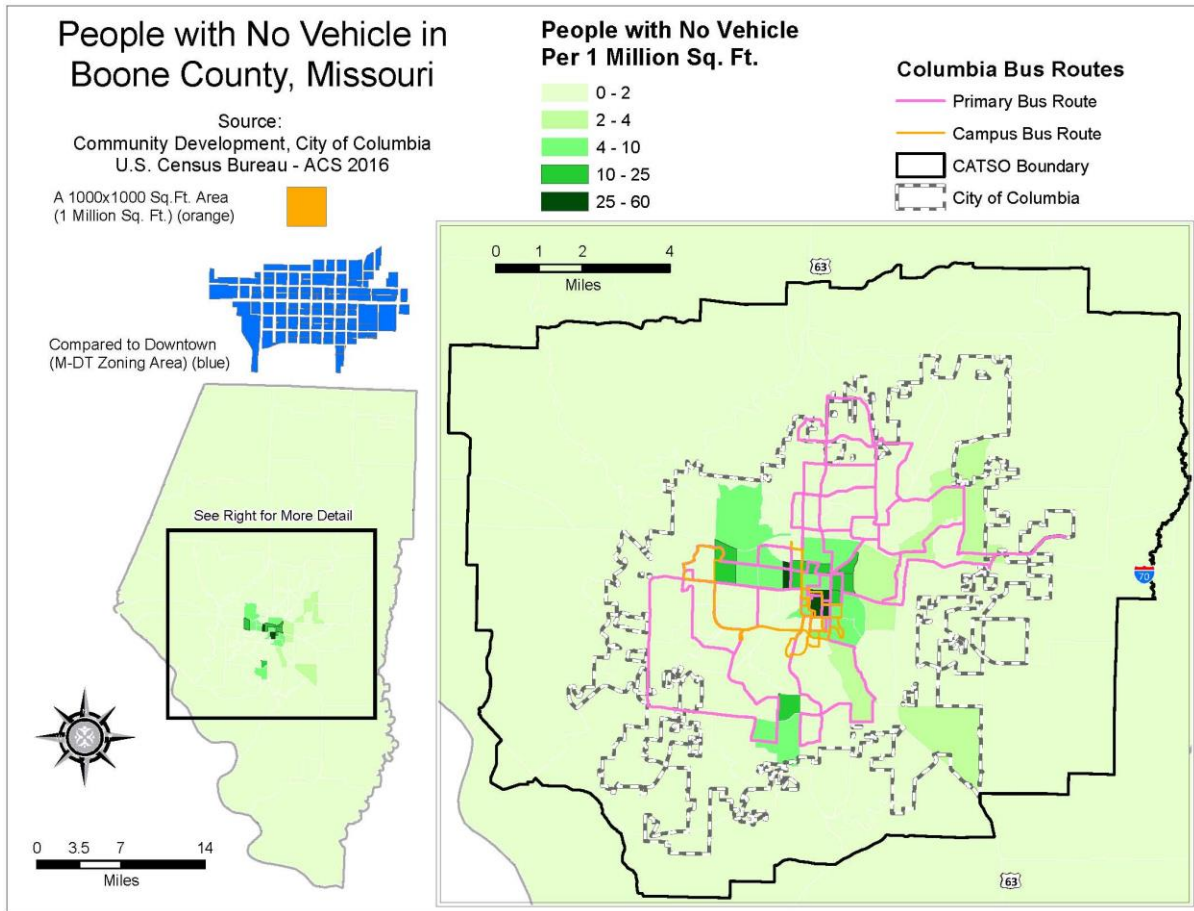 People with No Vehicle in
Boone County, Missouri
Source:
Community Development, City of Columbia
U.S. Census Bureau - ACS 2016
A 1000x1000 Sq.Ft. Area
(1 Million Sq. Ft.) (orange)
Compared to Downtown
(M-DT Zoning Area) (blue)
People with No Vehicle
Per 1 Million Sq. Ft.
0 - 2
2 - 4
4 - 10
10 - 25
25 - 60
Columbia Bus Routes
Primary Bus Route
Campus Bus Route
CATSO Boundary
City of Columbia
See Right for More Detail
0 3.5 7 14
Miles
0 1 2 4
Miles
63
70
63